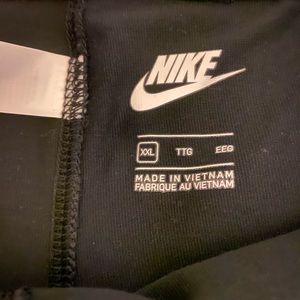 NIKE
XXL TTG EEG
MADE IN VIETNAM
FABRIQUE AU VIETNAM